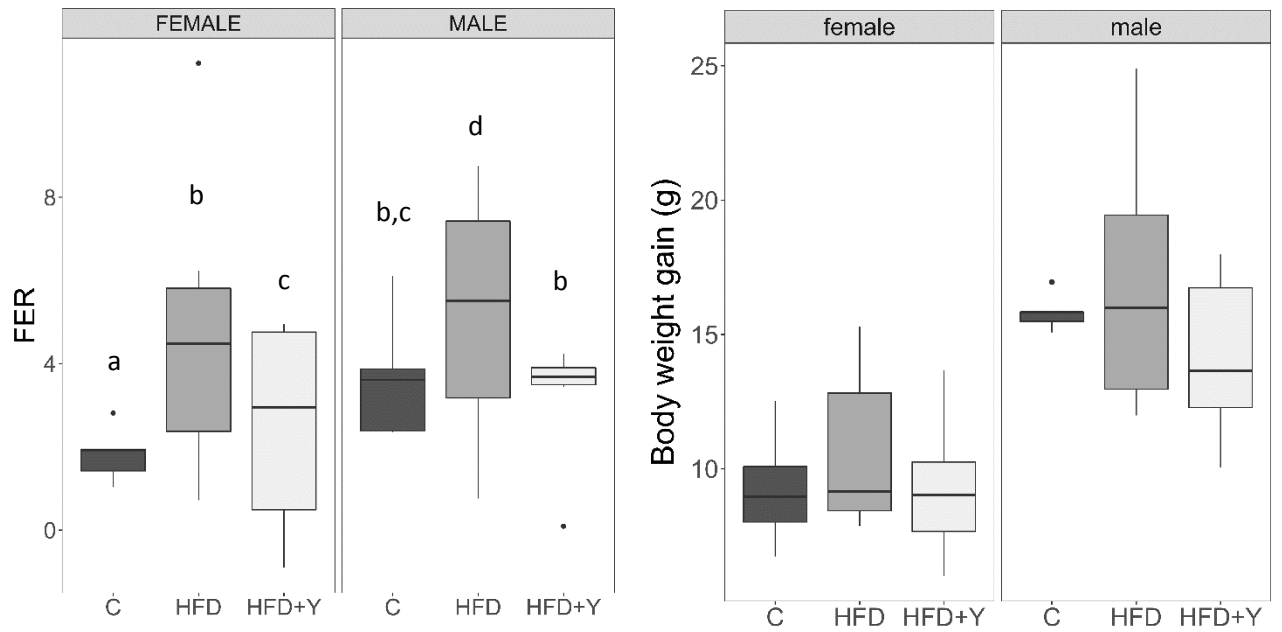 FEMALE
MALE
FER
8
4
0
a
b
c
b,c
d
b
C
HFD
HFD+Y
C
HFD
HFD+Y
female
male
Body weight gain (g)
25
20
15
10
C
HFD
HFD+Y
C
HFD
HFD+Y